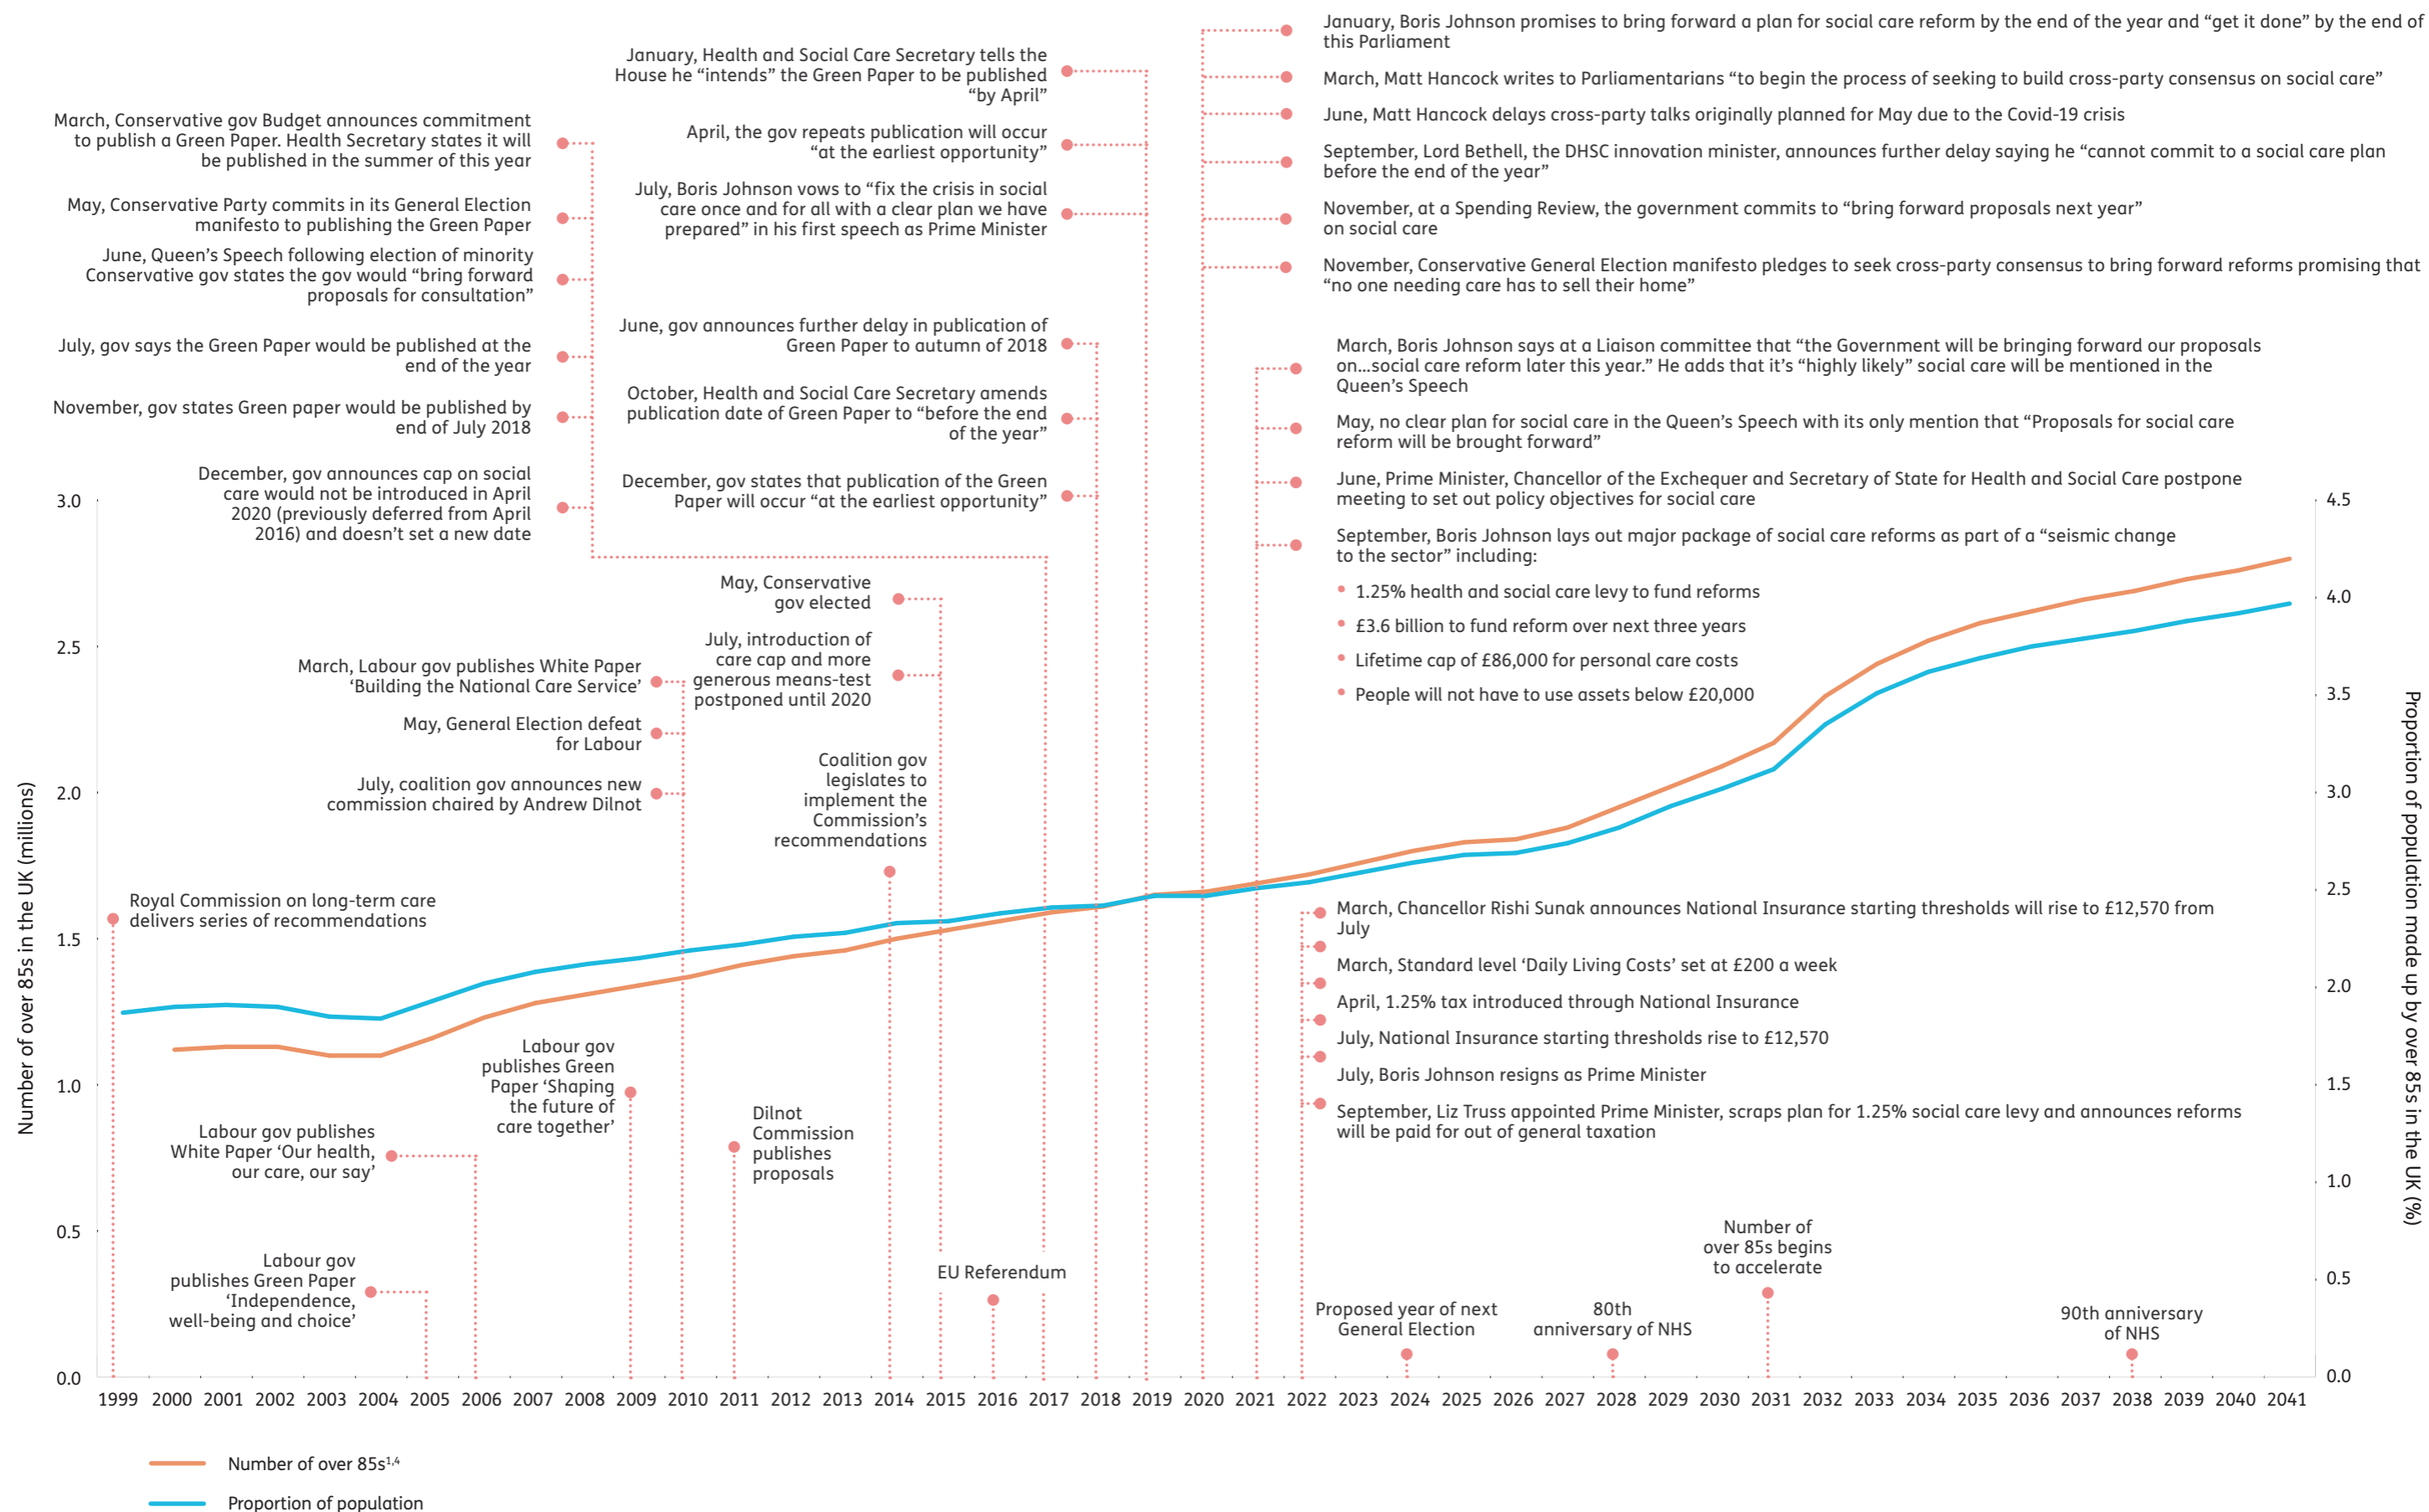 January, Boris Johnson promises to bring forward a plan for social care reform by the end of the year and “get it done” by the end of
this Parliament
March, Matt Hancock writes to Parliamentarians “to begin the process of seeking to build cross-party consensus on social care”
June, Matt Hancock delays cross-party talks originally planned for May due to the Covid-19 crisis
September, Lord Bethell, the DHSC innovation minister, announces further delay saying he “cannot commit to a social care plan
before the end of the year”
November, at a Spending Review, the government commits to “bring forward proposals next year”
on social care
November, Conservative General Election manifesto pledges to seek cross-party consensus to bring forward reforms promising that
“no one needing care has to sell their home”
January, Health and Social Care Secretary tells the
House he “intends” the Green Paper to be published
“by April”
April, the gov repeats publication will occur
“at the earliest opportunity”
July, Boris Johnson vows to “fix the crisis in social
care once and for all with a clear plan we have
prepared” in his first speech as Prime Minister
March, Conservative gov Budget announces commitment
to publish a Green Paper. Health Secretary states it will
be published in the summer of this year
May, Conservative Party commits in its General Election
manifesto to publishing the Green Paper
June, Queen’s Speech following election of minority
Conservative gov states the gov would “bring forward
proposals for consultation”
July, gov says the Green Paper would be published at the
end of the year
November, gov states Green paper would be published by
end of July 2018
December, gov announces cap on social
care would not be introduced in April
2020 (previously deferred from April
2016) and doesn’t set a new date
June, gov announces further delay in publication of
Green Paper to autumn of 2018
October, Health and Social Care Secretary amends
publication date of Green Paper to “before the end
of the year”
December, gov states that publication of the Green
Paper will occur “at the earliest opportunity”
March, Boris Johnson says at a Liaison committee that “the Government will be bringing forward our proposals
on...social care reform later this year.” He adds that it’s “highly likely” social care will be mentioned in the
Queen’s Speech
May, no clear plan for social care in the Queen’s Speech with its only mention that “Proposals for social care
reform will be brought forward”
June, Prime Minister, Chancellor of the Exchequer and Secretary of State for Health and Social Care postpone
meeting to set out policy objectives for social care
September, Boris Johnson lays out major package of social care reforms as part of a “seismic change
to the sector” including:
• 1.25% health and social care levy to fund reforms
• £3.6 billion to fund reform over next three years
• Lifetime cap of £86,000 for personal care costs
• People will not have to use assets below £20,000
May, Conservative
gov elected
July, introduction of
care cap and more
generous means-test
postponed until 2020
March, Labour gov publishes White Paper
‘Building the National Care Service’
May, General Election defeat
for Labour
July, coalition gov announces new
commission chaired by Andrew Dilnot
Coalition gov
legislates to
implement the
Commission’s
recommendations
Royal Commission on long-term care
delivers series of recommendations
March, Chancellor Rishi Sunak announces National Insurance starting thresholds will rise to £12,570 from
July
March, Standard level ‘Daily Living Costs’ set at £200 a week
April, 1.25% tax introduced through National Insurance
July, National Insurance starting thresholds rise to £12,570
July, Boris Johnson resigns as Prime Minister
September, Liz Truss appointed Prime Minister, scraps plan for 1.25% social care levy and announces reforms
will be paid for out of general taxation
Labour gov
publishes Green
Paper ‘Shaping
the future of
care together’
Dilnot
Commission
publishes
proposals
Labour gov publishes
White Paper ‘Our health,
our care, our say’
Labour gov
publishes Green Paper
‘Independence,
well-being and choice’
EU Referendum
Proposed year of next
General Election
80th
anniversary of NHS
Number of
over 85s begins
to accelerate
90th anniversary
of NHS
Number of over 85s in the UK (millions)
3.0
2.5
2.0
1.5
1.0
0.5
0.0
Proportion of population made up by over 85s in the UK (%)
4.5
4.0
3.5
3.0
2.5
2.0
1.5
1.0
0.5
0.0
1999 2000 2001 2002 2003 2004 2005 2006 2007 2008 2009 2010 2011 2012 2013 2014 2015 2016 2017 2018 2019 2020 2021 2022 2023 2024 2025 2026 2027 2028 2029 2030 2031 2032 2033 2034 2035 2036 2037 2038 2039 2040 2041
Number of over 85s1,4
Proportion of population